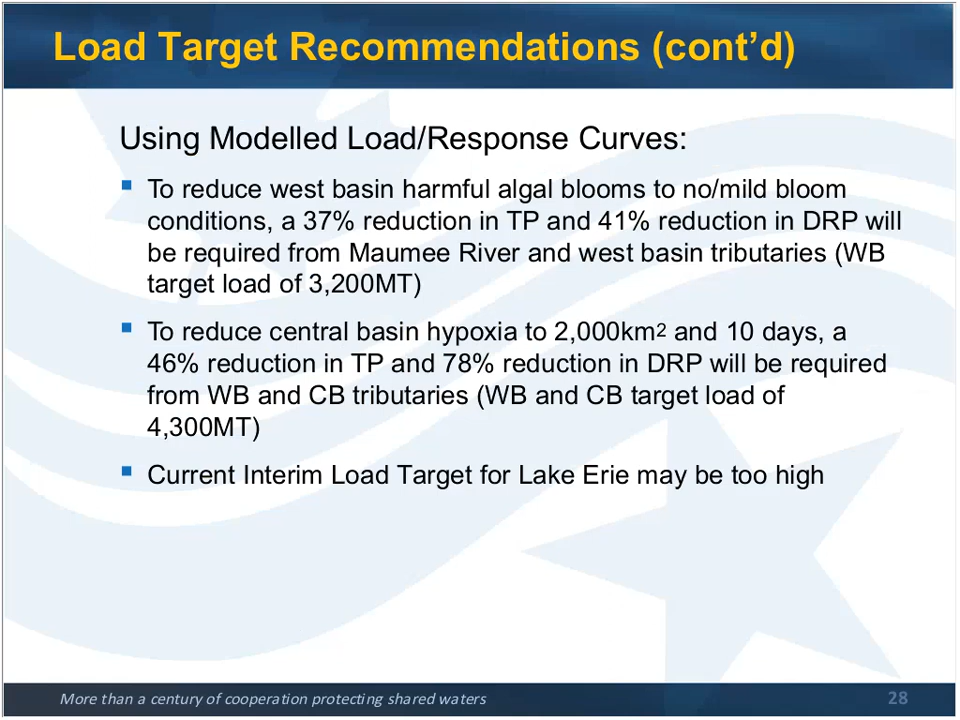 Load Target Recommendations (cont’d)
Using Modelled Load/Response Curves:
▪ To reduce west basin harmful algal blooms to no/mild bloom
conditions, a 37% reduction in TP and 41% reduction in DRP will
be required from Maumee River and west basin tributaries (WB
target load of 3,200MT)
▪ To reduce central basin hypoxia to 2,000km2 and 10 days, a
46% reduction in TP and 78% reduction in DRP will be required
from WB and CB tributaries (WB and CB target load of
4,300MT)
▪ Current Interim Load Target for Lake Erie may be too high
More than a century of cooperation protecting shared waters
28